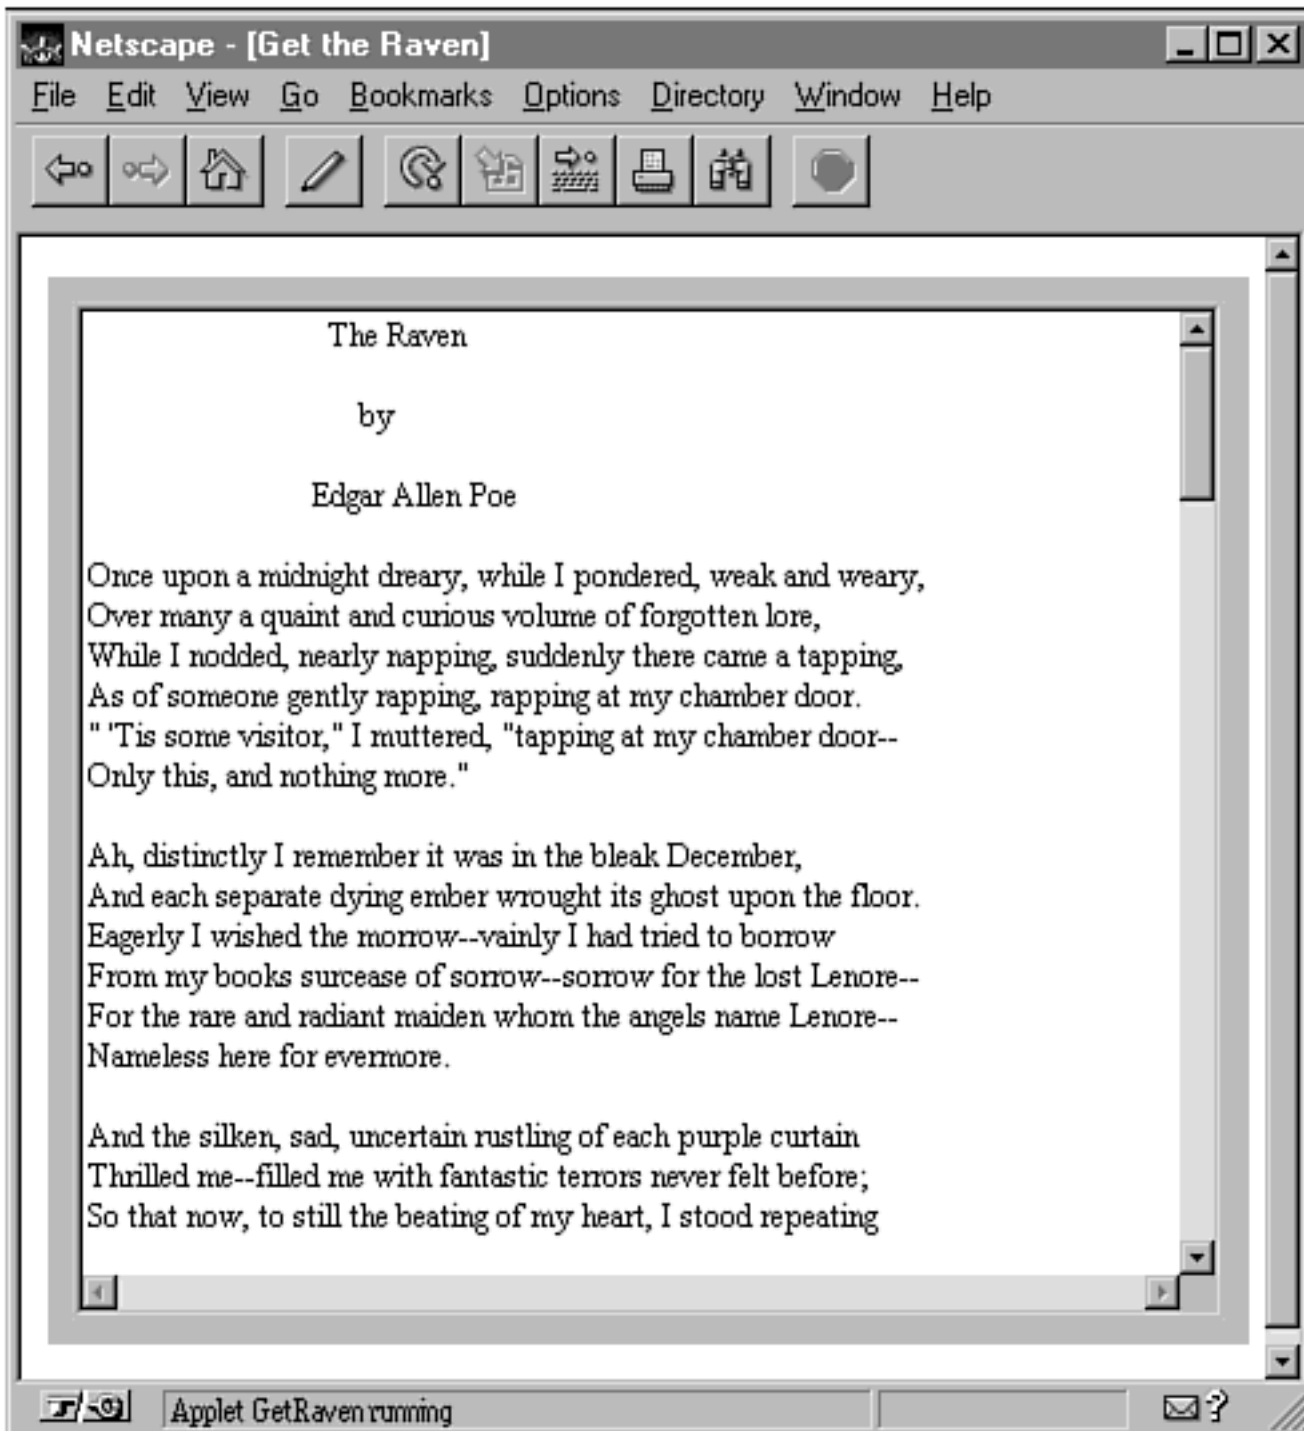 Netscape - [Get the Raven]
File Edit View Go Bookmarks Options Directory Window Help
The Raven
by
Edgar Allen Poe
Once upon a midnight dreary, while I pondered, weak and weary,
Over many a quaint and curious volume of forgotten lore,
While I nodded, nearly napping, suddenly there came a tapping,
As of someone gently rapping, rapping at my chamber door.
" 'Tis some visitor," I muttered, "tapping at my chamber door--
Only this, and nothing more."
Ah, distinctly I remember it was in the bleak December,
And each separate dying ember wrought its ghost upon the floor.
Eagerly I wished the morrow--vainly I had tried to borrow
From my books surcease of sorrow--sorrow for the lost Lenore--
For the rare and radiant maiden whom the angels name Lenore--
Nameless here for evermore.
And the silken, sad, uncertain rustling of each purple curtain
Thrilled me--filled me with fantastic terrors never felt before;
So that now, to still the beating of my heart, I stood repeating
Applet GetRaven running